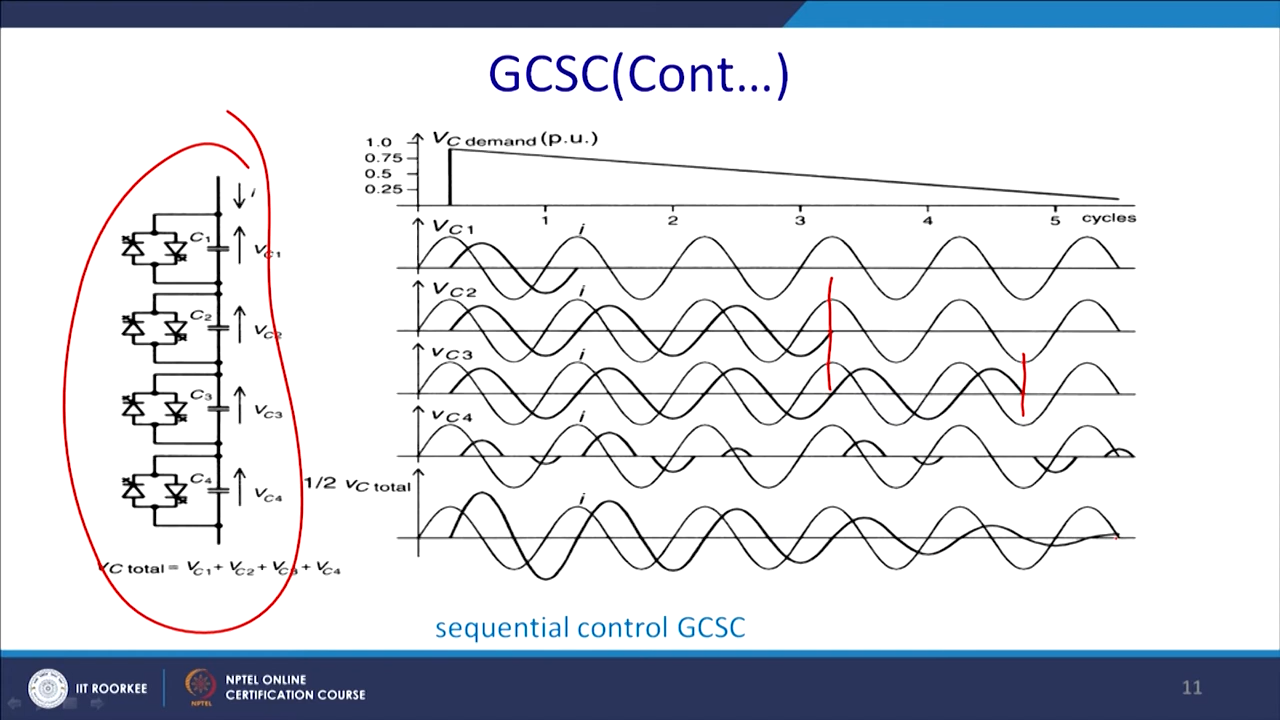 GCSC(Cont...)
VC demand (p.u.)
1.0
0.75
0.5
0.25
1 2 3 4 5 cycles
i
C1 VC1
C2 VC2
C3 VC3
C4 VC4
VC total = VC1 + VC2 + VC3 + VC4
VC1 i
VC2 i
VC3 i
VC4 i
1/2 VC total i
sequential control GCSC
IIT ROORKEE
NPTEL
NPTEL ONLINE
CERTIFICATION COURSE
11